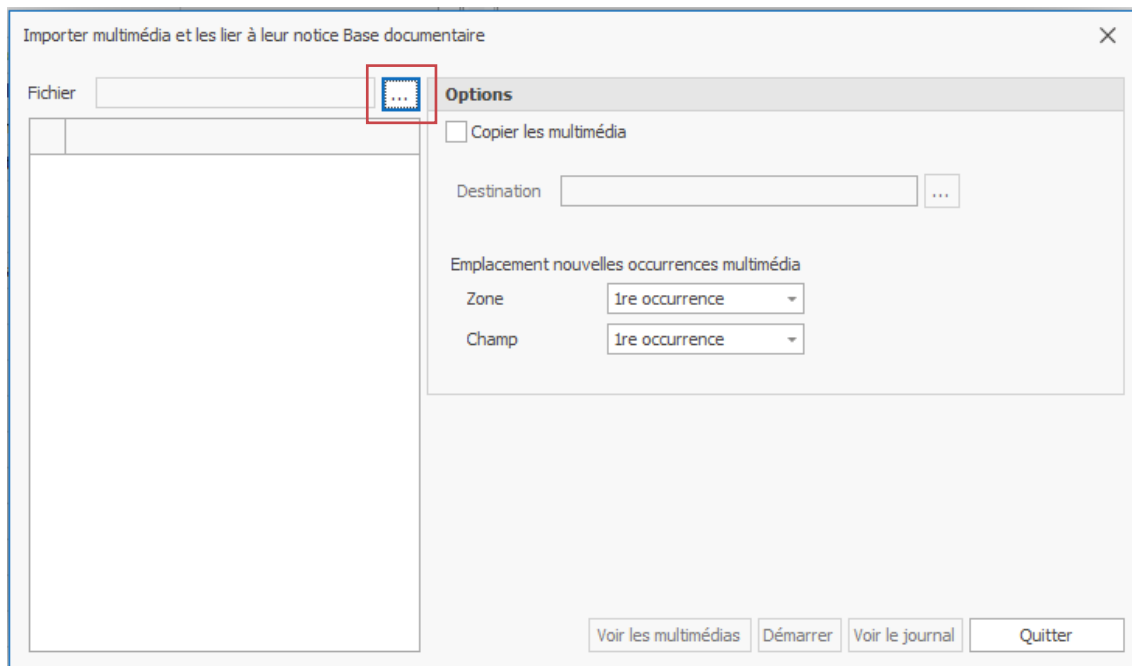 Importer multimédia et les lier à leur notice Base documentaire
Fichier ...
Options
Copier les multimédia
Destination ...
Emplacement nouvelles occurrences multimédia
Zone 1re occurrence
Champ 1re occurrence
Voir les multimédias Démarrer Voir le journal Quitter